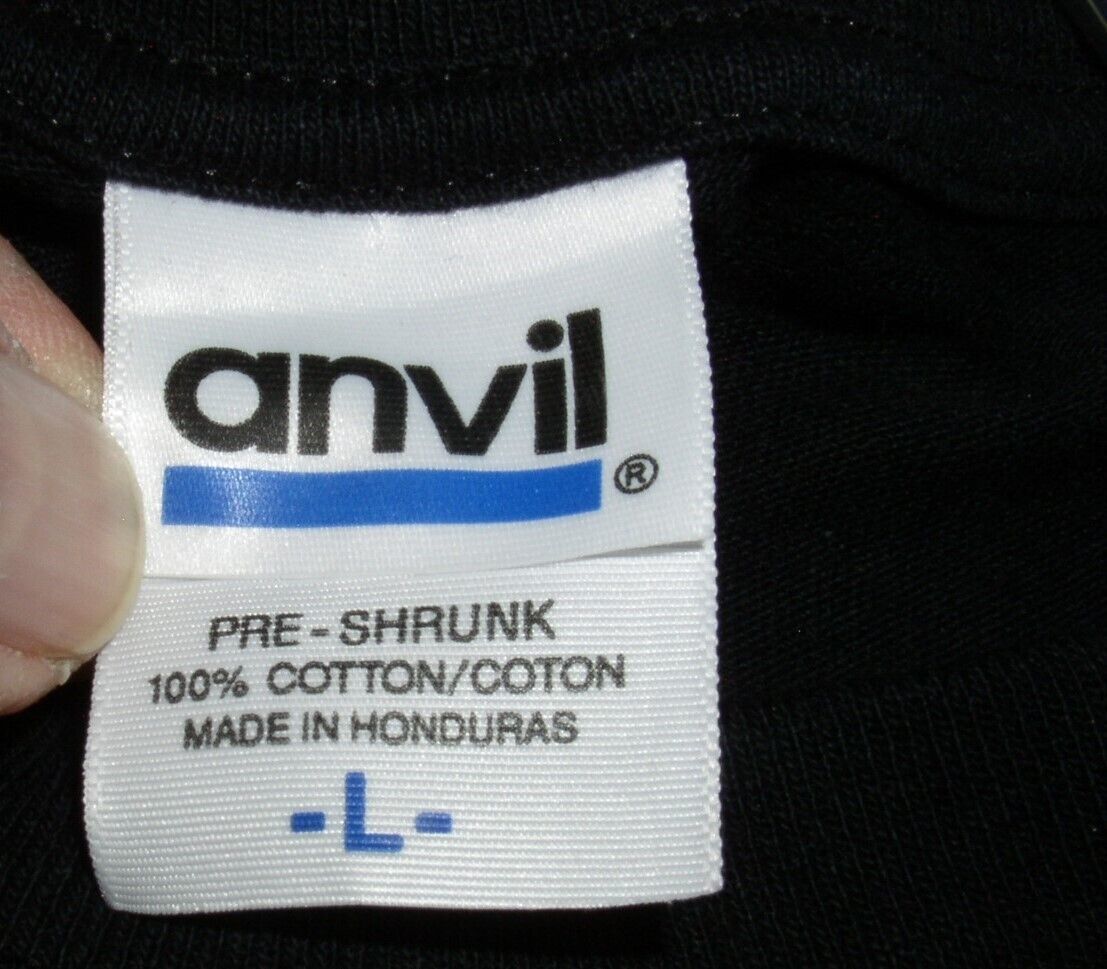 anvil
®
PRE-SHRUNK
100% COTTON/COTON
MADE IN HONDURAS
-L-